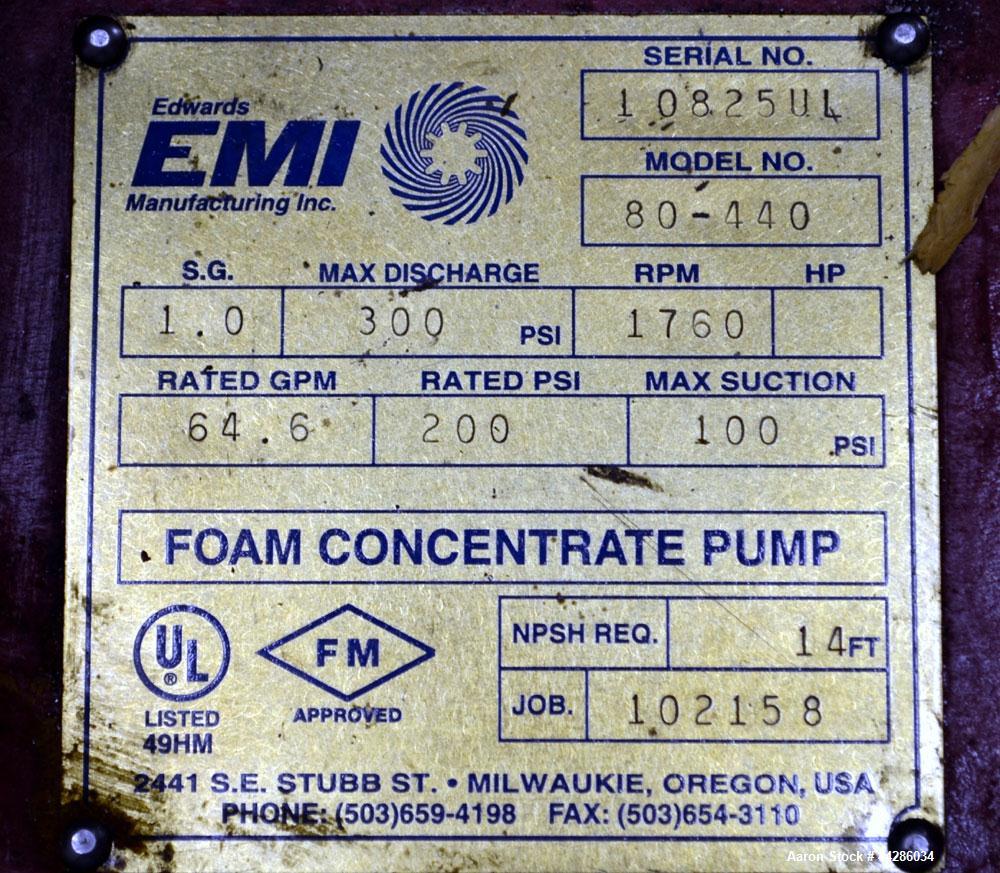 Edwards
EMI
Manufacturing Inc.
SERIAL NO.
10825UL
MODEL NO.
80-440
S.G. MAX DISCHARGE RPM HP
1.0 300 PSI 1760
RATED GPM RATED PSI MAX SUCTION
64.6 200 100 PSI
FOAM CONCENTRATE PUMP
UL ®
LISTED
49HM
FM
APPROVED
NPSH REQ. 14 FT
JOB. 102158
2441 S.E. STUBB ST. • MILWAUKIE, OREGON, USA
PHONE: (503)659-4198 FAX: (503)654-3110
Aaron Stock # 44286034